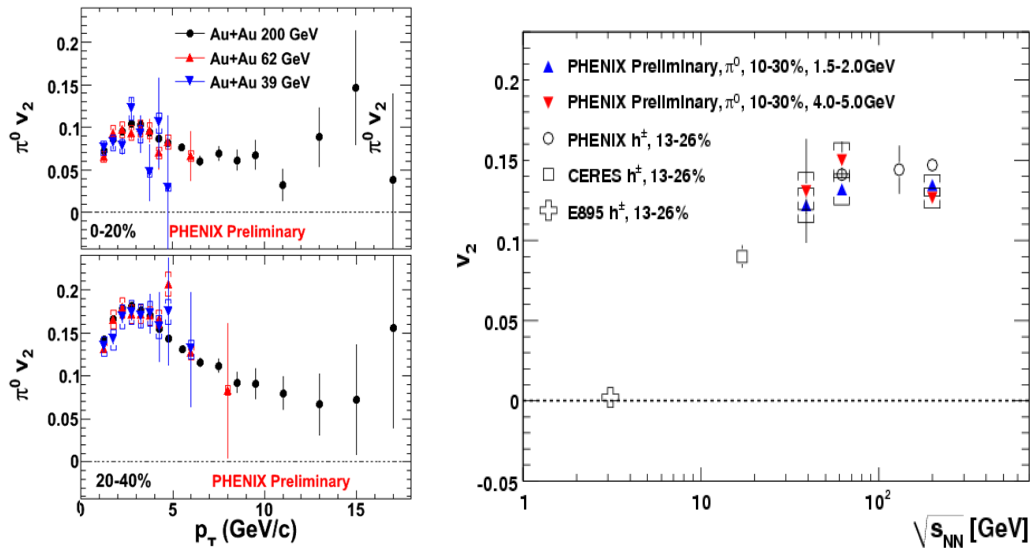 0.2
0.15
0.1
0.05
0
π⁰ v₂
Au+Au 200 GeV
Au+Au 62 GeV
Au+Au 39 GeV
π⁰ v₂
0-20%
PHENIX Preliminary
0.2
0.15
0.1
0.05
0
π⁰ v₂
20-40%
PHENIX Preliminary
0 5 10 15
p_T (GeV/c)
0.2
0.15
0.1
0.05
0
-0.05
v₂
PHENIX Preliminary, π⁰, 10-30%, 1.5-2.0GeV
PHENIX Preliminary, π⁰, 10-30%, 4.0-5.0GeV
PHENIX h±, 13-26%
CERES h±, 13-26%
E895 h±, 13-26%
1 10 10²
√s_NN [GeV]